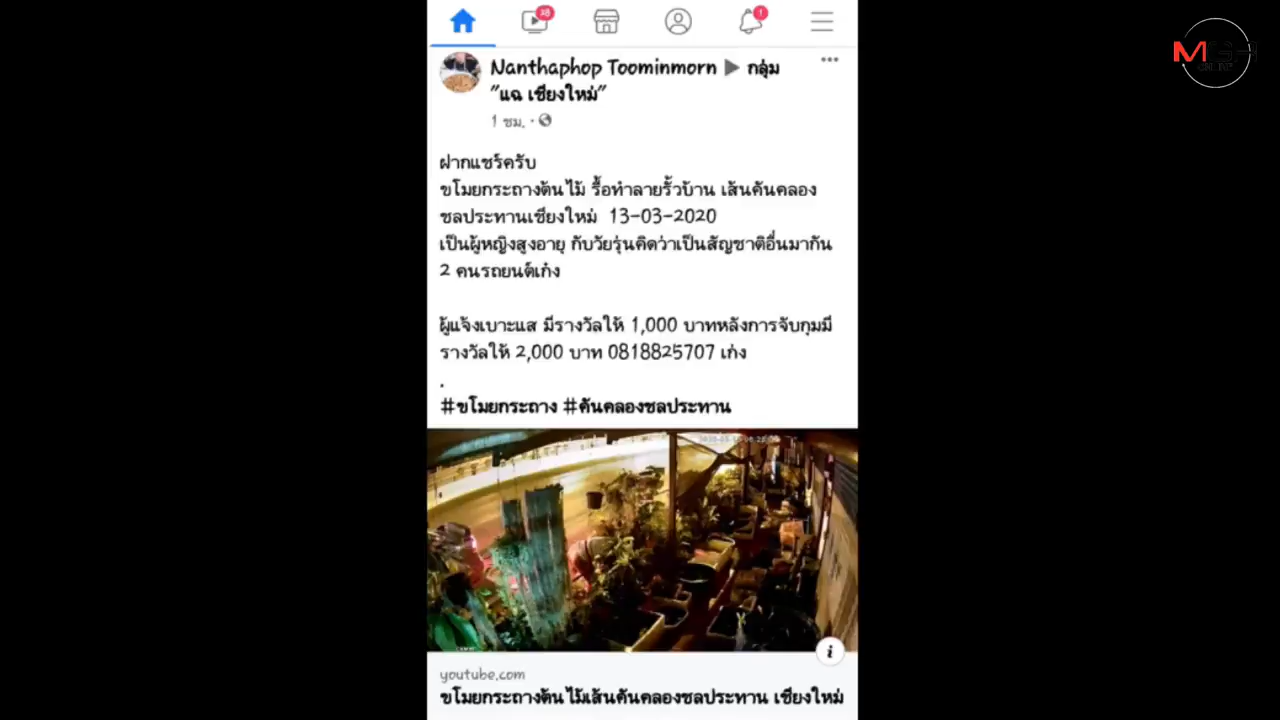 28
1
Nanthaphop Toominmorn ▶ กลุ่ม
"แฉ เชียงใหม่"
1 ชม. ·
ฝากแชร์ครับ
ขโมยกระถางต้นไม้ รื้อทำลายรั้วบ้าน เส้นคันคลอง
ชลประทานเชียงใหม่ 13-03-2020
เป็นผู้หญิงสูงอายุ กับวัยรุ่นคิดว่าเป็นสัญชาติอื่นมากัน
2 คนรถยนต์เก๋ง
ผู้แจ้งเบาะแส มีรางวัลให้ 1,000 บาทหลังการจับกุมมี
รางวัลให้ 2,000 บาท 0818825707 เก่ง
.
#ขโมยกระถาง #คันคลองชลประทาน
youtube.com
ขโมยกระถางต้นไม้เส้นคันคลองชลประทาน เชียงใหม่